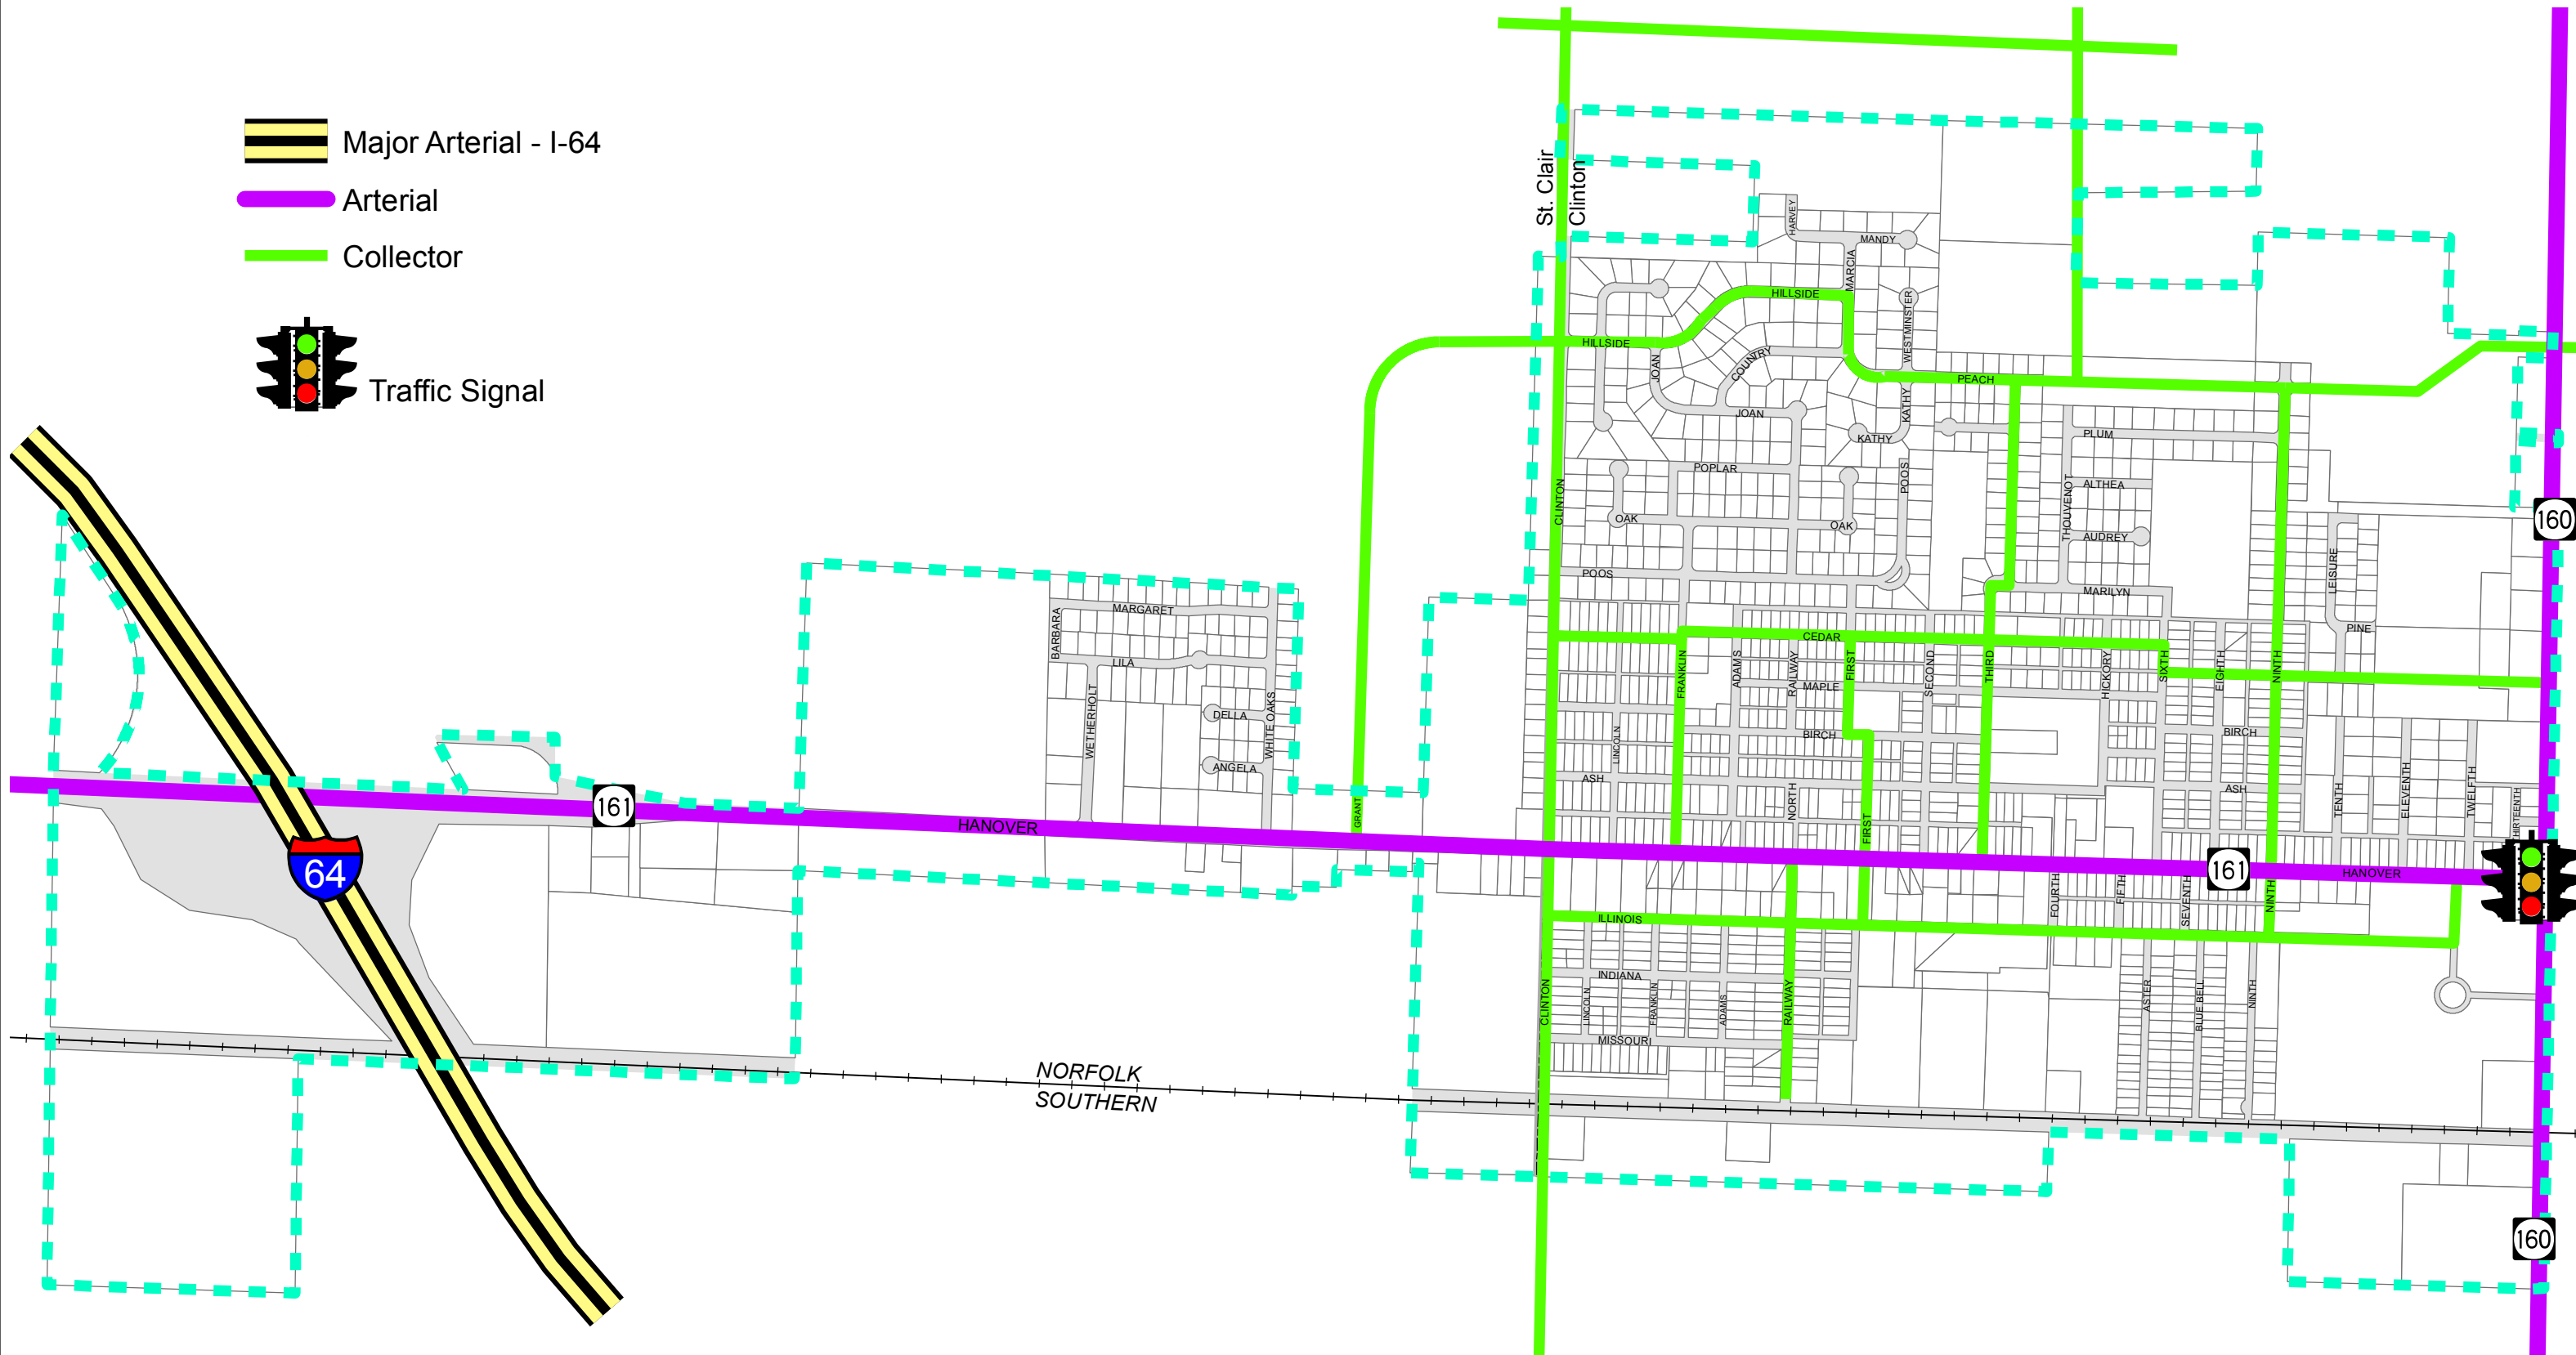 Major Arterial - I-64
Arterial
Collector
Traffic Signal
St. Clair
Clinton
HARVEY
MANDY
MARCIA
HILLSIDE
WESTMINSTER
HILLSIDE
JOAN
COUNTRY
PEACH
KATHY
JOAN
KATHY
PLUM
POPLAR
POOS
CLINTON
OAK
OAK
THOUVENOT
ALTHEA
AUDREY
160
LEISURE
POOS
MARILYN
BARBARA
MARGARET
LILA
CEDAR
PINE
FRANKLIN
ADAMS
RAILWAY
FIRST
SECOND
THIRD
HICKORY
SIXTH
EIGHTH
NINTH
MAPLE
WETHERHOLT
DELLA
WHITE OAKS
ANGELA
LINCOLN
BIRCH
BIRCH
ASH
ASH
NORTH
TENTH
ELEVENTH
TWELFTH
THIRTEENTH
161
GRANT
HANOVER
FIRST
64
161
HANOVER
FOURTH
FIFTH
SEVENTH
NINTH
ILLINOIS
INDIANA
CLINTON
LINCOLN
FRANKLIN
ADAMS
RAILWAY
ASTER
BLUE BELL
NINTH
MISSOURI
NORFOLK
SOUTHERN
160